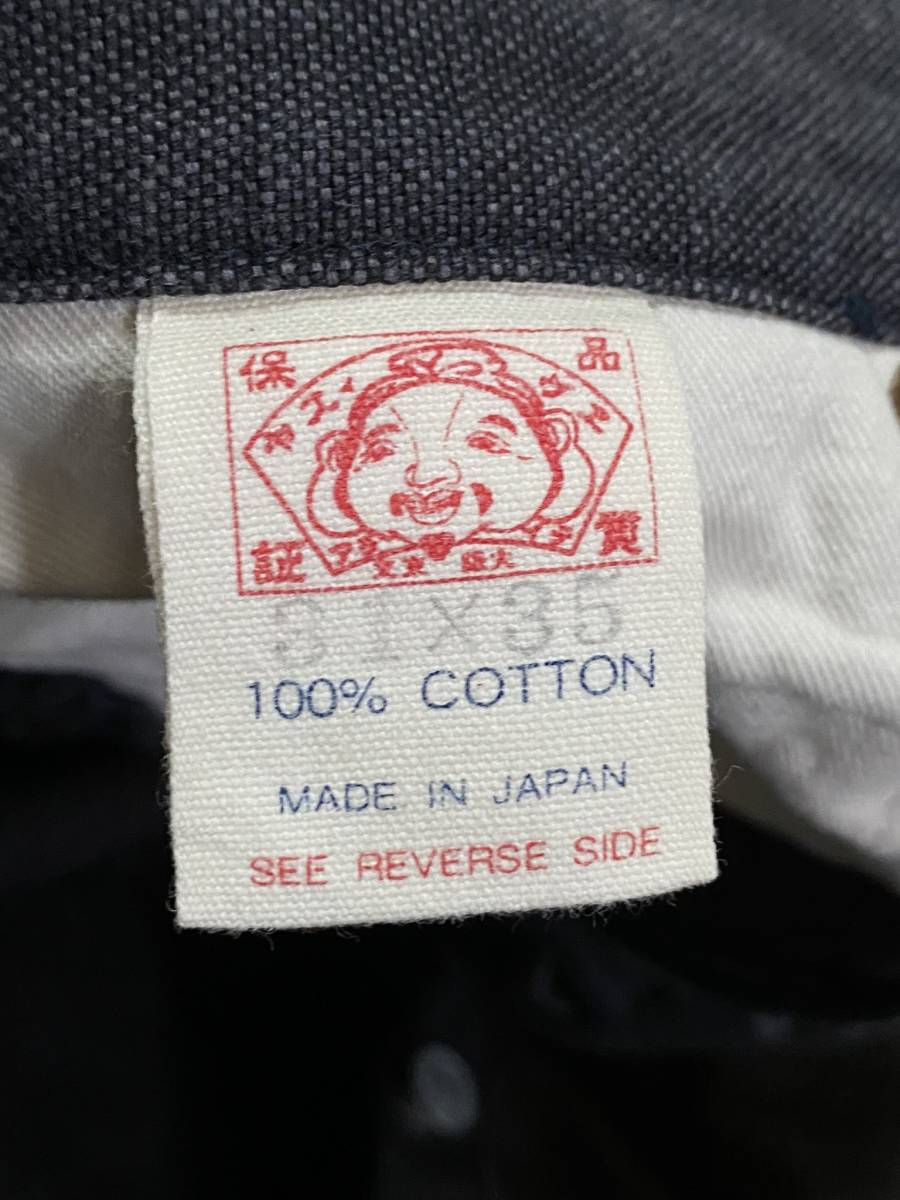 保 品
証 質
31X35
100% COTTON
MADE IN JAPAN
SEE REVERSE SIDE